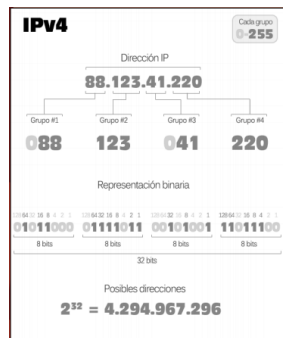 IPv4
Cada grupo
0-255
Dirección IP
88.123.41.220
Grupo #1 Grupo #2 Grupo #3 Grupo #4
088 123 041 220
Representación binaria
128 64 32 16 8 4 2 1 128 64 32 16 8 4 2 1 128 64 32 16 8 4 2 1 128 64 32 16 8 4 2 1
01011000 01111011 00101001 11011100
8 bits 8 bits 8 bits 8 bits
32 bits
Posibles direcciones
2³² = 4.294.967.296